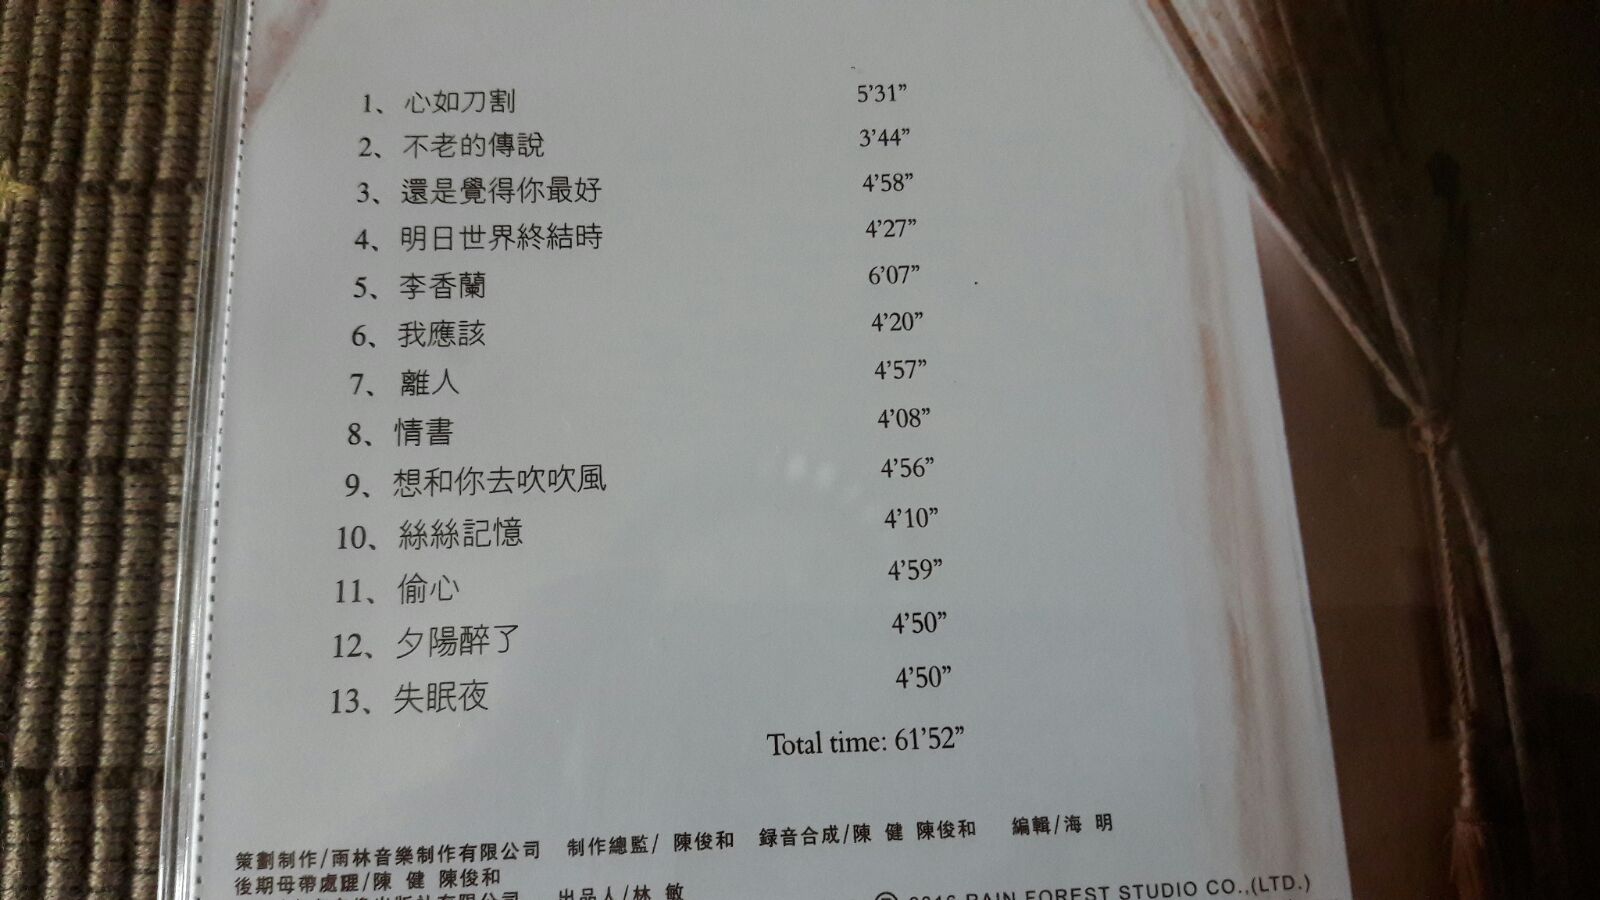 1、心如刀割 5’31”
2、不老的傳說 3’44”
3、還是覺得你最好 4’58”
4、明日世界終結時 4’27”
5、李香蘭 6’07”
6、我應該 4’20”
7、離人 4’57”
8、情書 4’08”
9、想和你去吹吹風 4’56”
10、絲絲記憶 4’10”
11、偷心 4’59”
12、夕陽醉了 4’50”
13、失眠夜 4’50”
Total time: 61’52”
策劃制作/雨林音樂制作有限公司 制作總監/ 陳俊和 録音合成/陳 健 陳俊和 編輯/海 明
後期母帶處理/陳 健 陳俊和
有限公司 出品人/林 敏
RAIN FOREST STUDIO CO.,(LTD.)